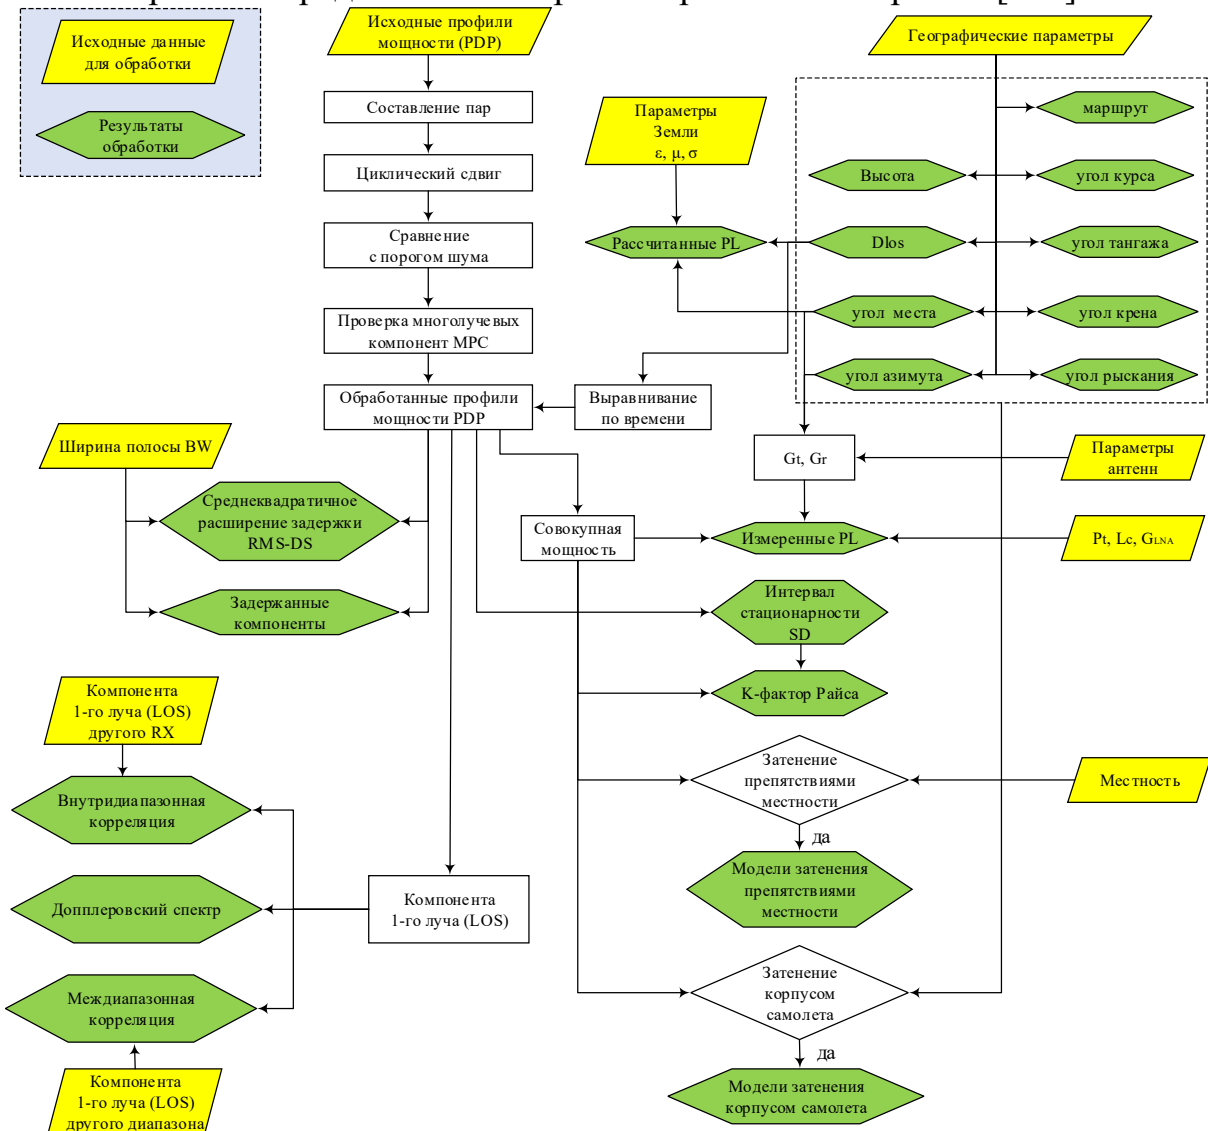 Исходные данные
для обработки
Результаты
обработки
Исходные профили
мощности (PDP)
Составление пар
Циклический сдвиг
Сравнение
с порогом шума
Проверка многолучевых
компонент MPC
Обработанные профили
мощности PDP
Выравнивание
по времени
Параметры
Земли
ε, μ, σ
Рассчитанные PL
Географические параметры
маршрут
Высота
угол курса
Dlos
угол тангажа
угол места
угол крена
угол азимута
угол рыскания
Ширина полосы BW
Среднеквадратичное
расширение задержки
RMS-DS
Задержанные
компоненты
Gt, Gr
Параметры
антенн
Совокупная
мощность
Измеренные PL
Pt, Lc, GLNA
Интервал
стационарности
SD
К-фактор Райса
Компонента
1-го луча (LOS)
другого RX
Внутридиапазонная
корреляция
Допплеровский спектр
Компонента
1-го луча (LOS)
Междиапазонная
корреляция
Компонента
1-го луча (LOS)
другого диапазона
Затенение
препятствиями
местности
Местность
да
Модели затенения
препятствиями
местности
Затенение
корпусом
самолета
да
Модели затенения
корпусом самолета